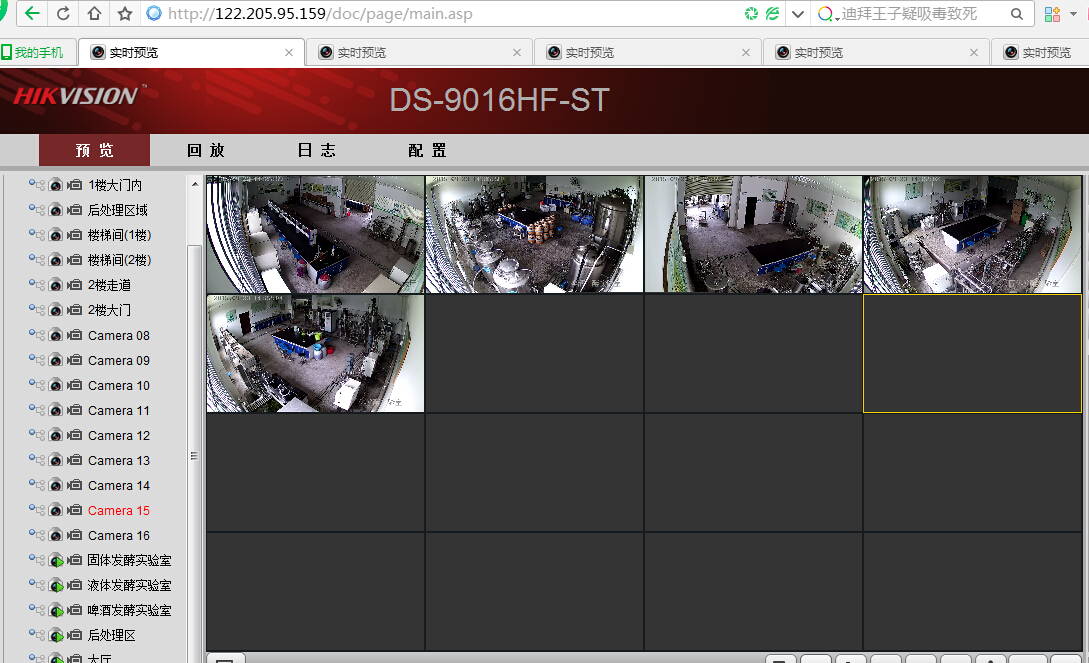 http://122.205.95.159/doc/page/main.asp
迪拜王子疑吸毒致死
我的手机
实时预览
实时预览
实时预览
实时预览
实时预览
HIKVISION™
DS-9016HF-ST
预览
回放
日志
配置
1楼大门内
后处理区域
楼梯间(1楼)
楼梯间(2楼)
2楼走道
2楼大门
Camera 08
Camera 09
Camera 10
Camera 11
Camera 12
Camera 13
Camera 14
Camera 15
Camera 16
固体发酵实验室
液体发酵实验室
啤酒发酵实验室
后处理区
大厅